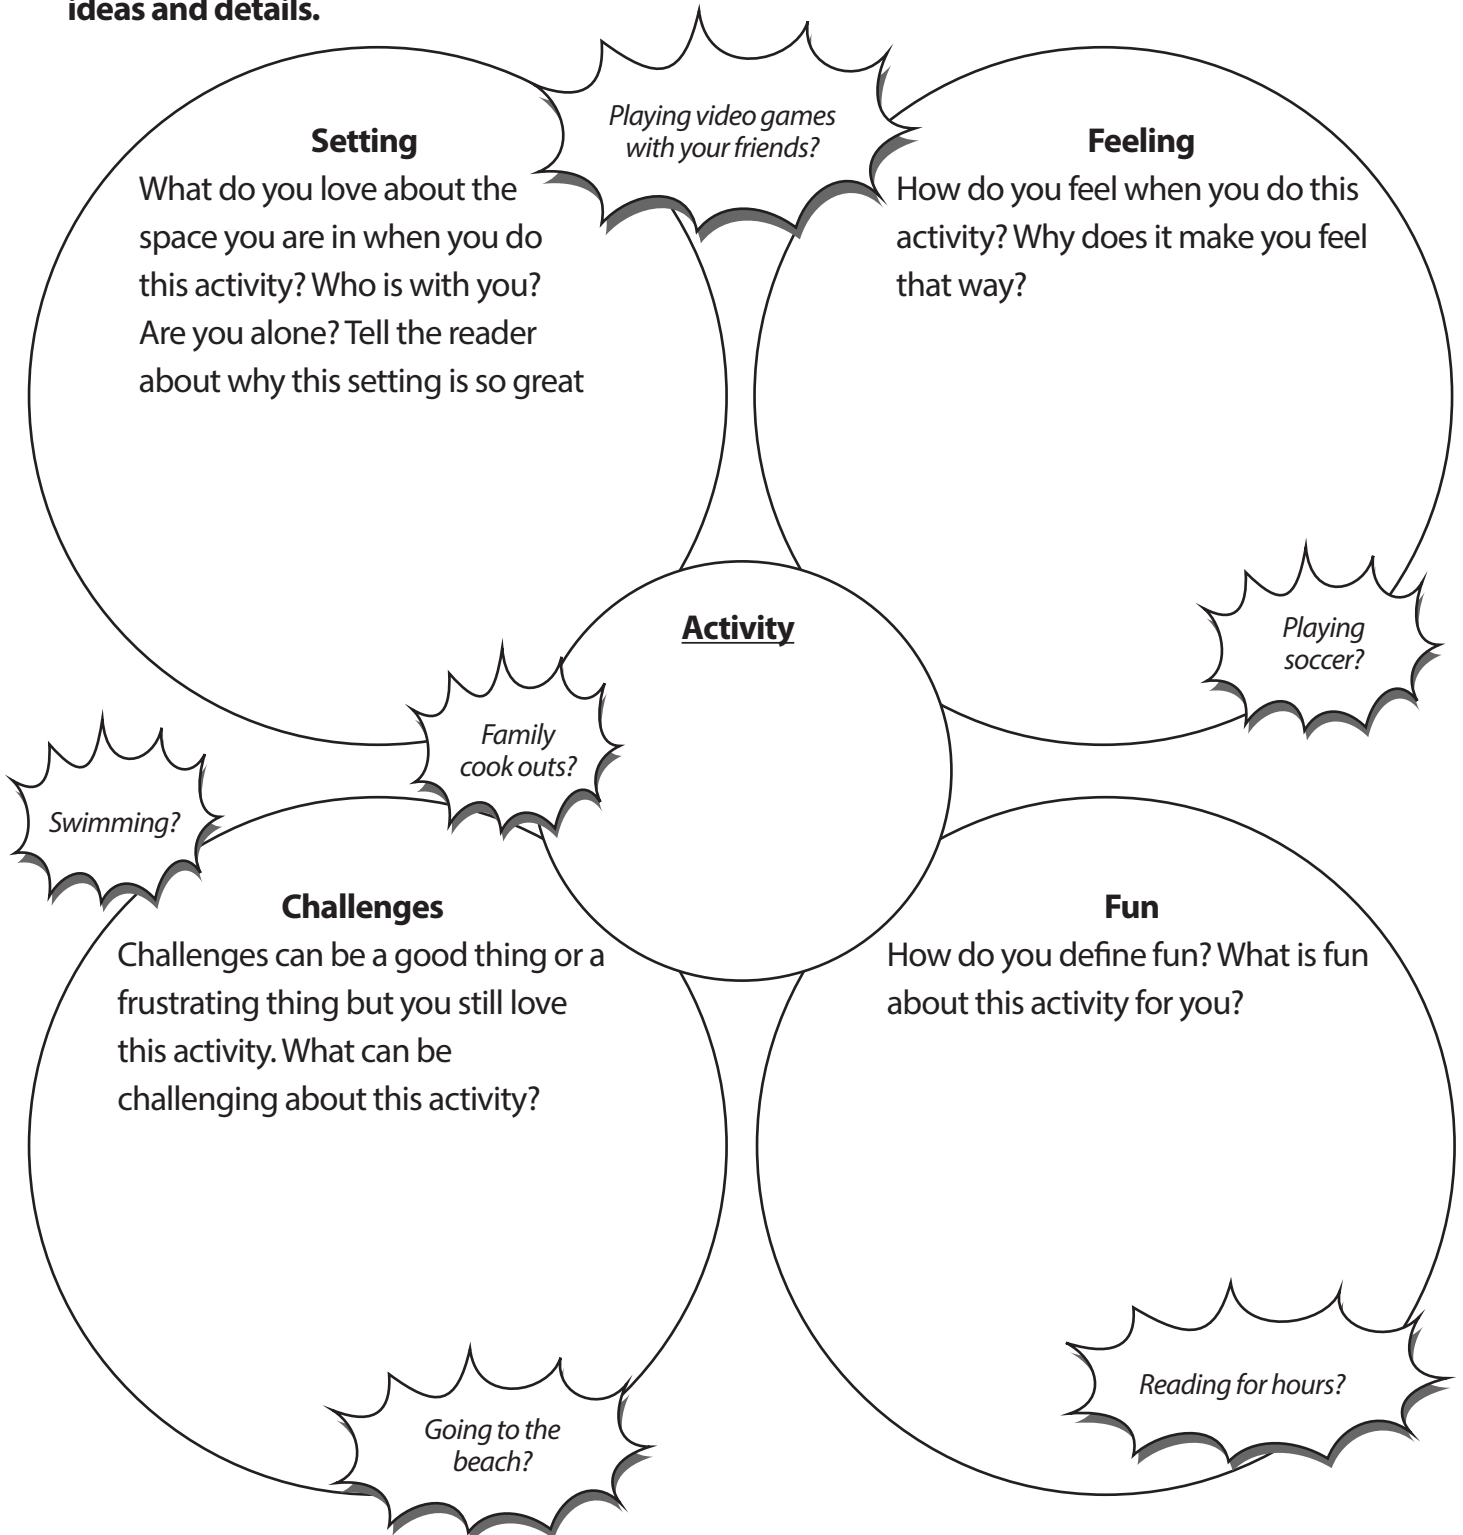 ideas and details.
Playing video games
with your friends?
Setting
What do you love about the
space you are in when you do
this activity? Who is with you?
Are you alone? Tell the reader
about why this setting is so great
Feeling
How do you feel when you do this
activity? Why does it make you feel
that way?
Playing
soccer?
Activity
Family
cook outs?
Swimming?
Challenges
Challenges can be a good thing or a
frustrating thing but you still love
this activity. What can be
challenging about this activity?
Fun
How do you define fun? What is fun
about this activity for you?
Reading for hours?
Going to the
beach?